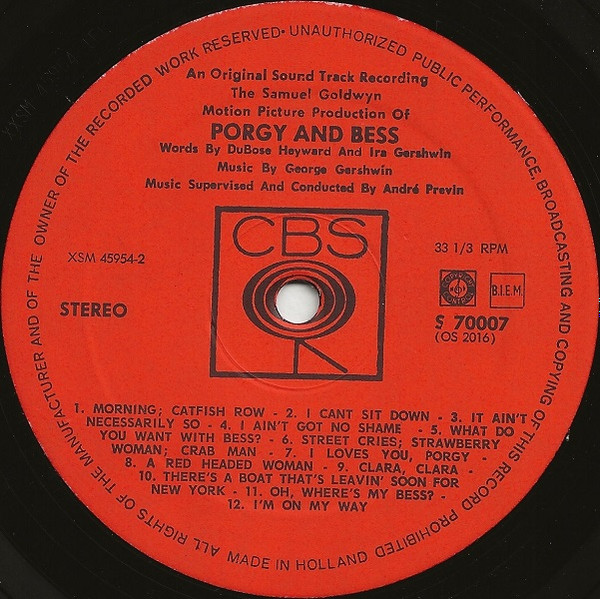 ALL RIGHTS OF THE MANUFACTURER AND OF THE OWNER OF THE RECORDED WORK RESERVED · UNAUTHORIZED PUBLIC PERFORMANCE, BROADCASTING AND COPYING OF THIS RECORD PROHIBITED
An Original Sound Track Recording
The Samuel Goldwyn
Motion Picture Production Of
PORGY AND BESS
Words By DuBose Heyward And Ira Gershwin
Music By George Gershwin
Music Supervised And Conducted By André Previn
CBS
XSM 45954-2
33 1/3 RPM
STEREO
B.I.E.M.
S 70007
(OS 2016)
1. MORNING; CATFISH ROW - 2. I CANT SIT DOWN - 3. IT AIN'T
NECESSARILY SO - 4. I AIN'T GOT NO SHAME - 5. WHAT DO
YOU WANT WITH BESS? - 6. STREET CRIES; STRAWBERRY
WOMAN; CRAB MAN - 7. I LOVES YOU, PORGY -
8. A RED HEADED WOMAN - 9. CLARA, CLARA -
10. THERE'S A BOAT THAT'S LEAVIN' SOON FOR
NEW YORK - 11. OH, WHERE'S MY BESS? -
12. I'M ON MY WAY
MADE IN HOLLAND